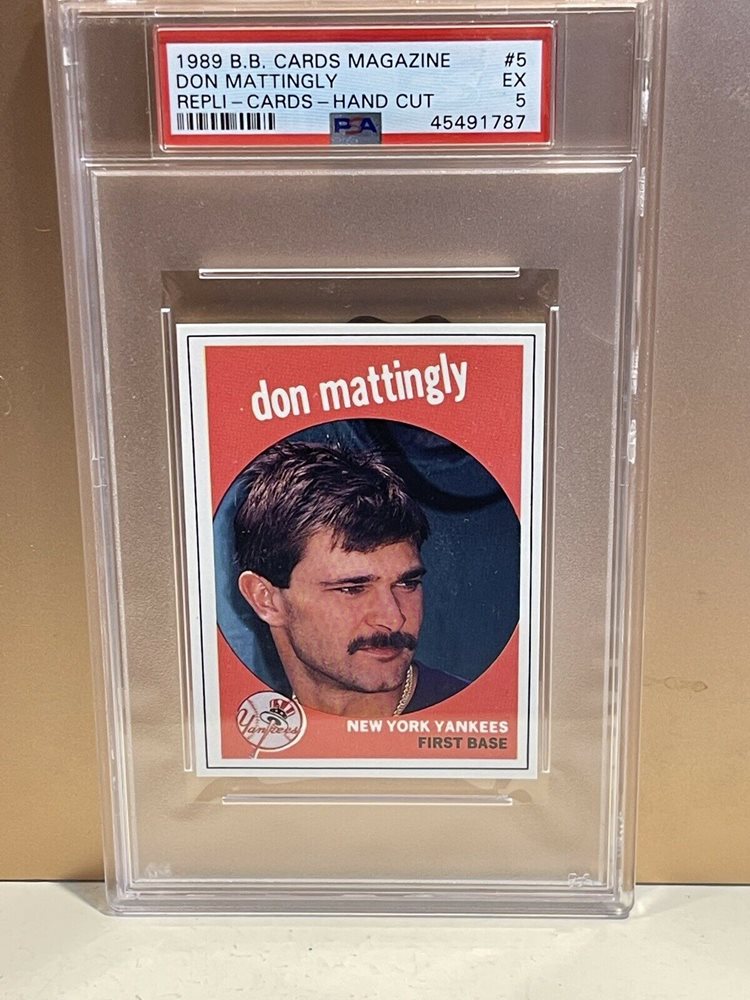 1989 B.B. CARDS MAGAZINE #5
DON MATTINGLY EX
REPLI-CARDS-HAND CUT 5
PSA 45491787
don mattingly
Yankees
NEW YORK YANKEES
FIRST BASE